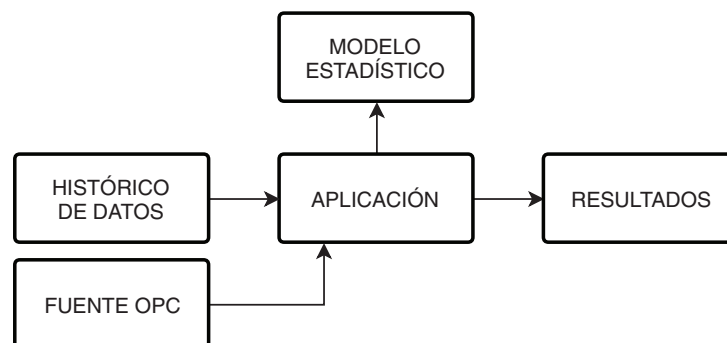 MODELO
ESTADÍSTICO
HISTÓRICO
DE DATOS
APLICACIÓN
RESULTADOS
FUENTE OPC